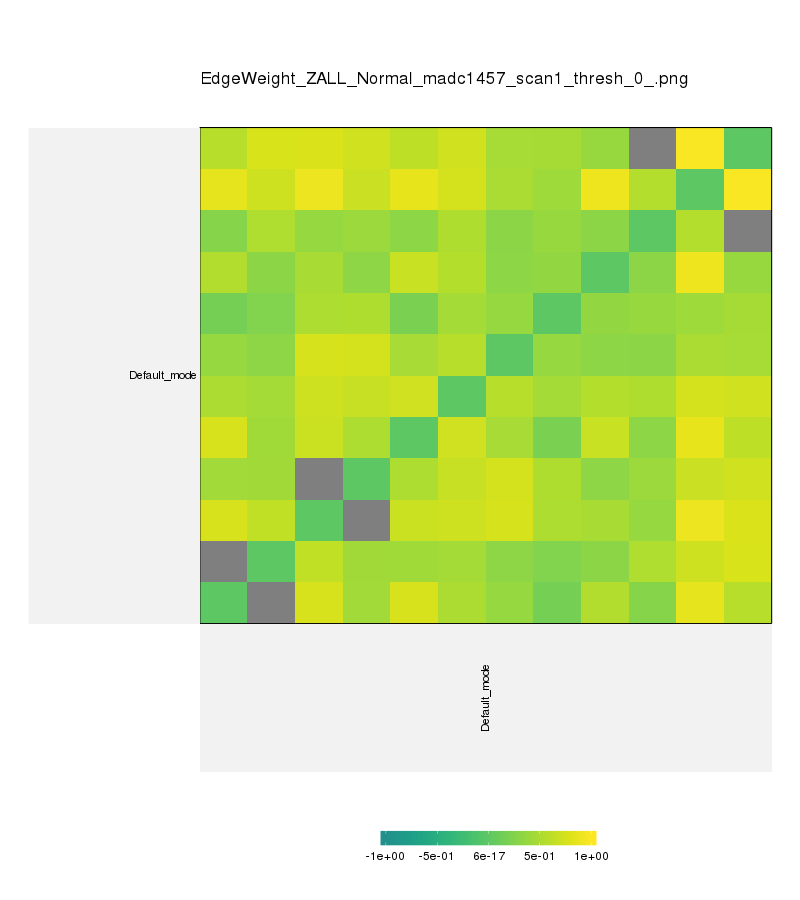 EdgeWeight_ZALL_Normal_madc1457_scan1_thresh_0_.png
Default_mode
Default_mode
-1e+00 -5e-01 6e-17 5e-01 1e+00